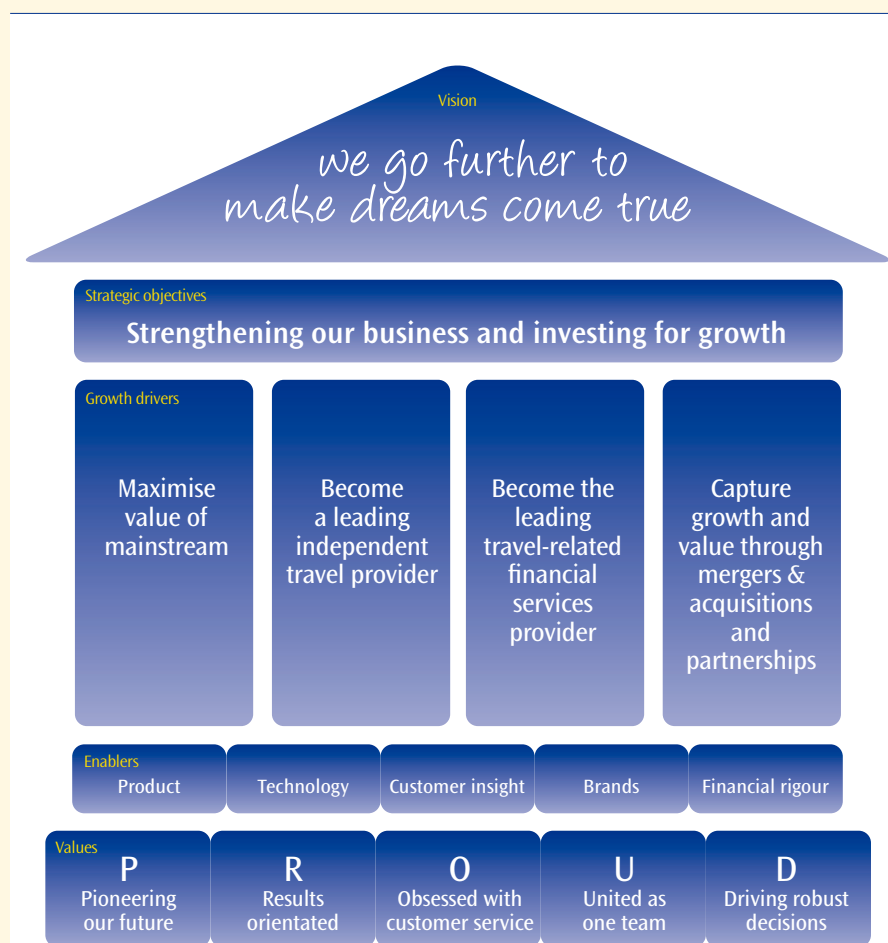 Vision
we go further to
make dreams come true
Strategic objectives
Strengthening our business and investing for growth
Growth drivers
Maximise
value of
mainstream
Become
a leading
independent
travel provider
Become the
leading
travel-related
financial
services
provider
Capture
growth and
value through
mergers &
acquisitions
and
partnerships
Enablers
Product
Technology
Customer insight
Brands
Financial rigour
Values
P
Pioneering
our future
R
Results
orientated
O
Obsessed with
customer service
U
United as
one team
D
Driving robust
decisions